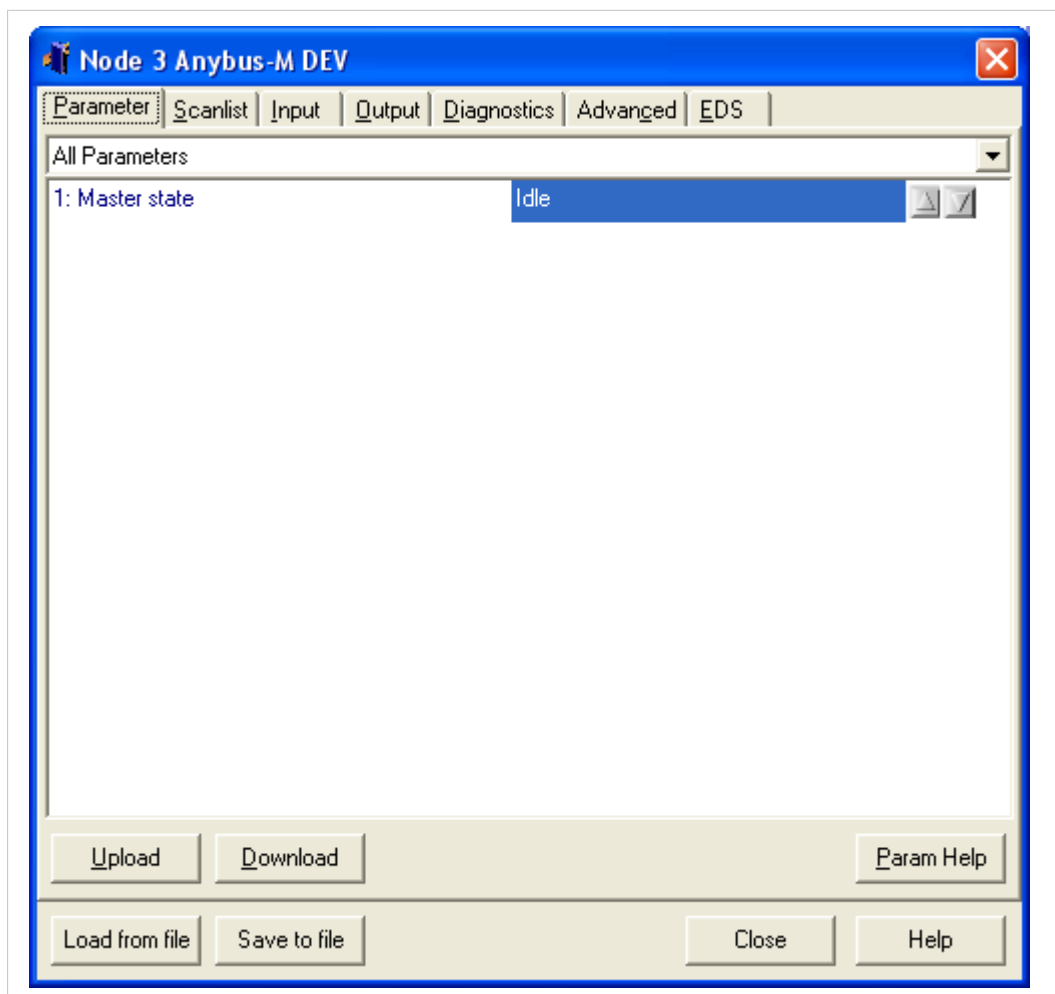 Node 3 Anybus-M DEV
Parameter Scanlist Input Output Diagnostics Advanced EDS
All Parameters
1: Master state Idle
Upload Download Param Help
Load from file Save to file Close Help